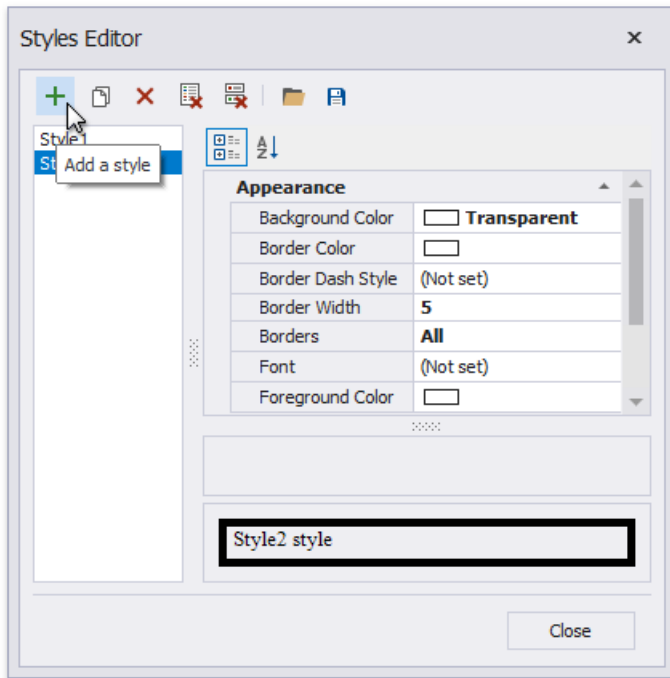 Styles Editor
Style1
St
Add a style
Appearance
Background Color Transparent
Border Color
Border Dash Style (Not set)
Border Width 5
Borders All
Font (Not set)
Foreground Color
Style2 style
Close